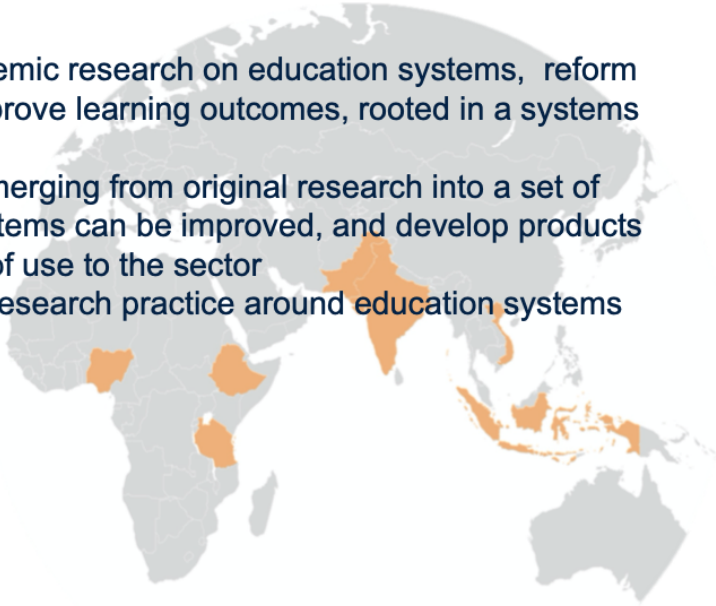 emic research on education systems,  reform
prove learning outcomes, rooted in a systems
nerging from original research into a set of
tems can be improved, and develop products
of use to the sector
esearch practice around education systems